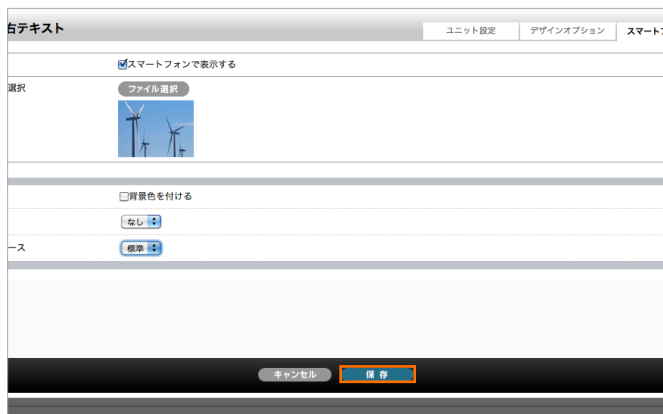 右テキスト
ユニット設定
デザインオプション
スマート
スマートフォンで表示する
選択
ファイル選択
背景色を付ける
なし
ース
標準
キャンセル
保存